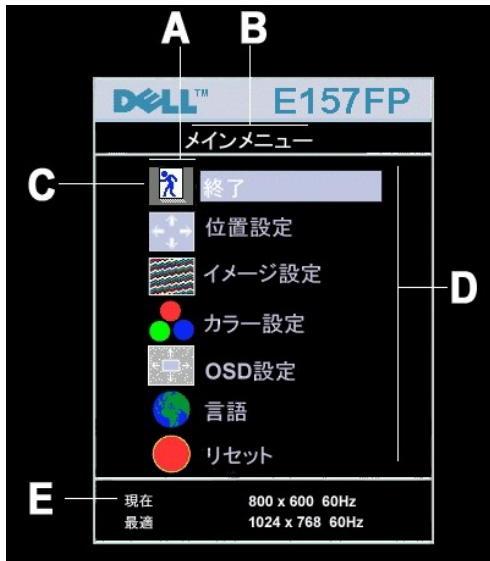 A B
DELL™ E157FP
メインメニュー
C 終了
位置設定
イメージ設定
D
カラー設定
OSD設定
言語
リセット
E 現在 800 x 600 60Hz
最適 1024 x 768 60Hz